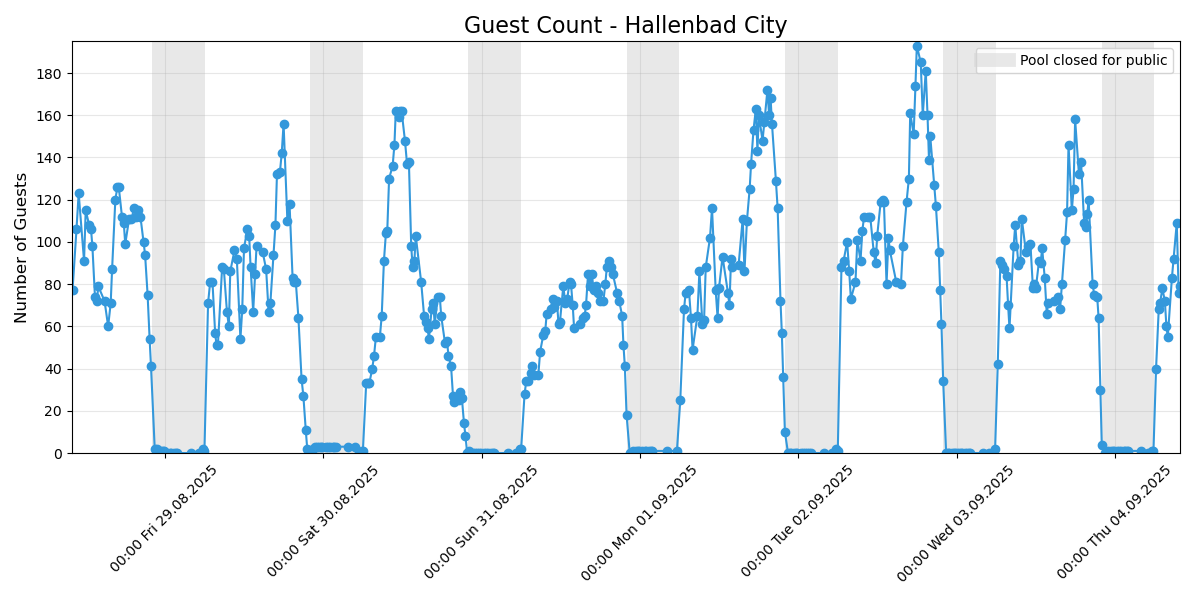 Guest Count - Hallenbad City
Pool closed for public
Number of Guests
180
160
140
120
100
80
60
40
20
0
00:00 Fri 29.08.2025
00:00 Sat 30.08.2025
00:00 Sun 31.08.2025
00:00 Mon 01.09.2025
00:00 Tue 02.09.2025
00:00 Wed 03.09.2025
00:00 Thu 04.09.2025